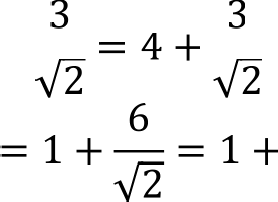 3 3
√2 = 4 + √2
= 1 + 6/√2 = 1 +